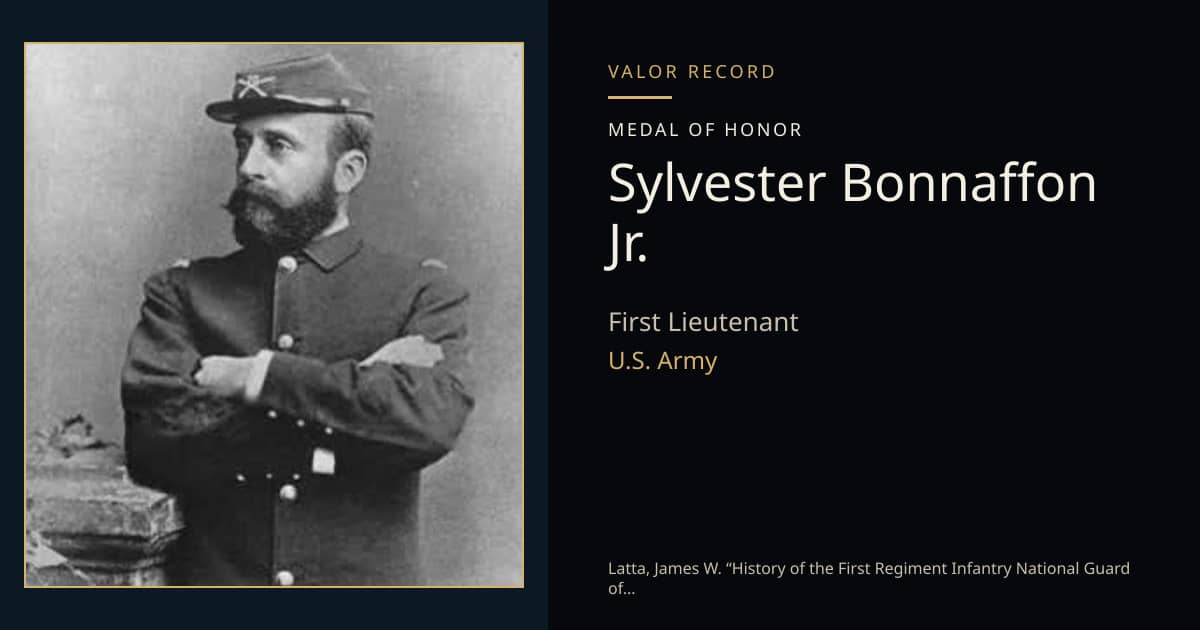 VALOR RECORD
MEDAL OF HONOR
Sylvester Bonnaffon
Jr.
First Lieutenant
U.S. Army
Latta, James W. “History of the First Regiment Infantry National Guard
of...